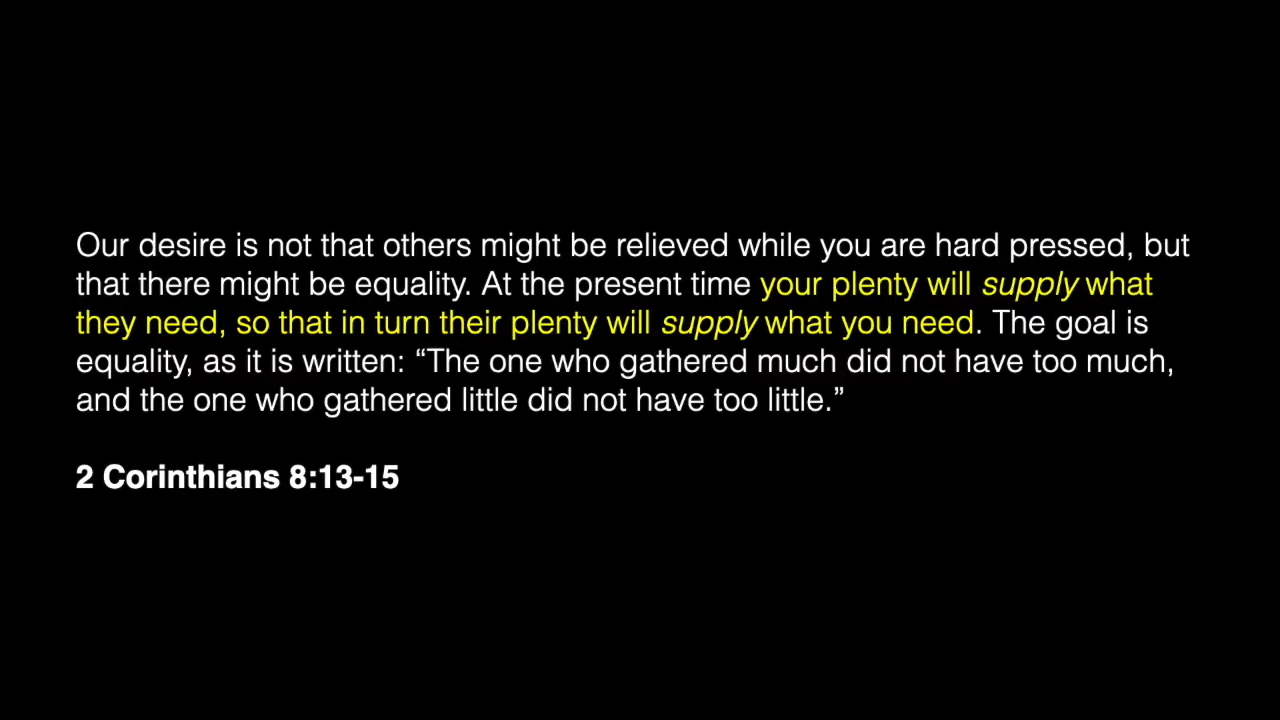 Our desire is not that others might be relieved while you are hard pressed, but
that there might be equality. At the present time your plenty will supply what
they need, so that in turn their plenty will supply what you need. The goal is
equality, as it is written: “The one who gathered much did not have too much,
and the one who gathered little did not have too little.”
2 Corinthians 8:13-15